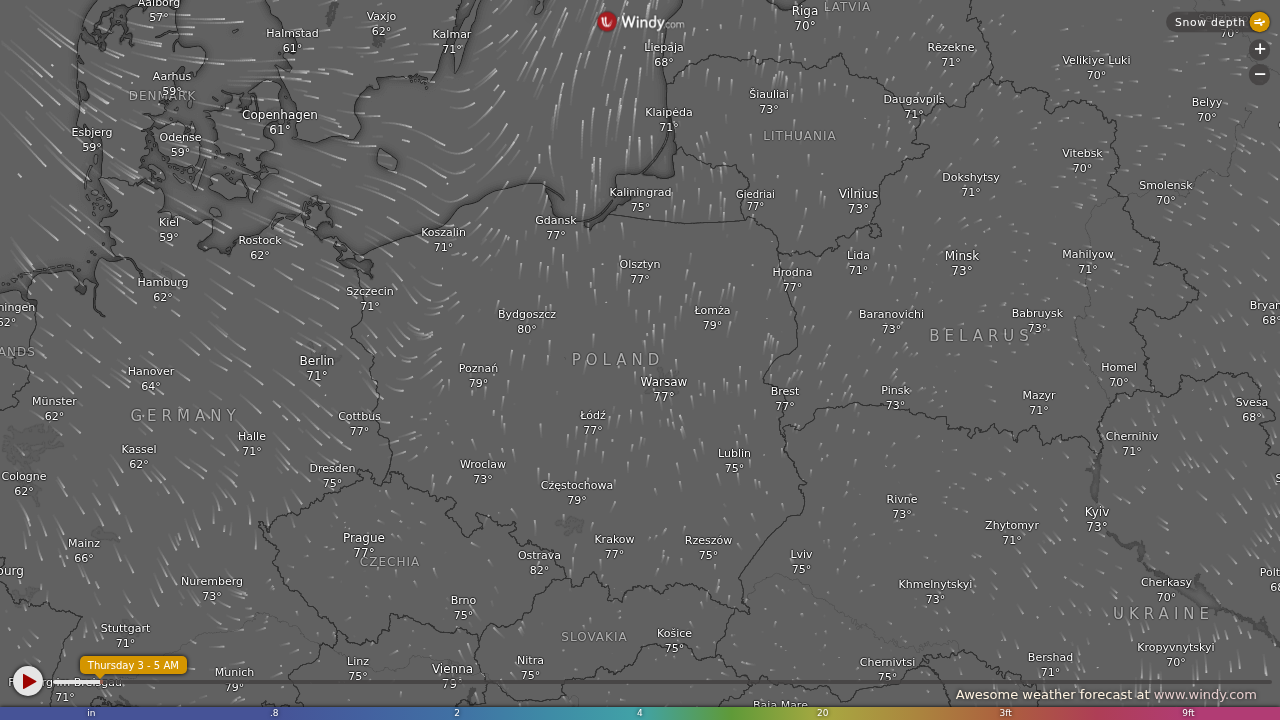 Aalborg
57°
Vaxjo
62°
Halmstad
61°
Kalmar
71°
Windy.com
Riga
70°
LATVIA
Snow depth
70°
+
−
Liepāja
68°
Rēzekne
71°
Velikiye Luki
70°
Aarhus
59°
DENMARK
Šiauliai
73°
Daugavpils
71°
Belyy
70°
Copenhagen
61°
Klaipėda
71°
Esbjerg
59°
Odense
59°
LITHUANIA
Vitebsk
70°
Dokshytsy
71°
Smolensk
70°
Kaliningrad
75°
Giedriai
77°
Vilnius
73°
Kiel
59°
Gdansk
77°
Koszalin
71°
Rostock
62°
Lida
71°
Minsk
73°
Mahilyow
71°
Olsztyn
77°
Hrodna
77°
Hamburg
62°
Szczecin
71°
Bydgoszcz
80°
Łomża
79°
Baranovichi
73°
Babruysk
73°
BELARUS
68°
ANDS
POLAND
Berlin
71°
Hanover
64°
Poznań
79°
Warsaw
77°
Brest
77°
Pinsk
73°
Homel
70°
Mazyr
71°
Svesa
68°
Münster
62°
GERMANY
Cottbus
77°
Łódź
77°
Halle
71°
Chernihiv
71°
Kassel
62°
Lublin
75°
Wroclaw
73°
Dresden
75°
Cologne
62°
Częstochowa
79°
Rivne
73°
Kyiv
73°
Zhytomyr
71°
Prague
77°
CZECHIA
Mainz
66°
Krakow
77°
Rzeszów
75°
Ostrava
82°
Lviv
75°
Nuremberg
73°
Khmelnytskyi
73°
Cherkasy
70°
Brno
75°
UKRAINE
Stuttgart
71°
SLOVAKIA
Košice
75°
Kropyvnytskyi
70°
Bershad
71°
Thursday 3 - 5 AM
Linz
75°
Nitra
75°
Vienna
79°
Munich
79°
Chernivtsi
75°
71°
Baia Mare
Awesome weather forecast at www.windy.com
in .8 2 4 20 3ft 9ft